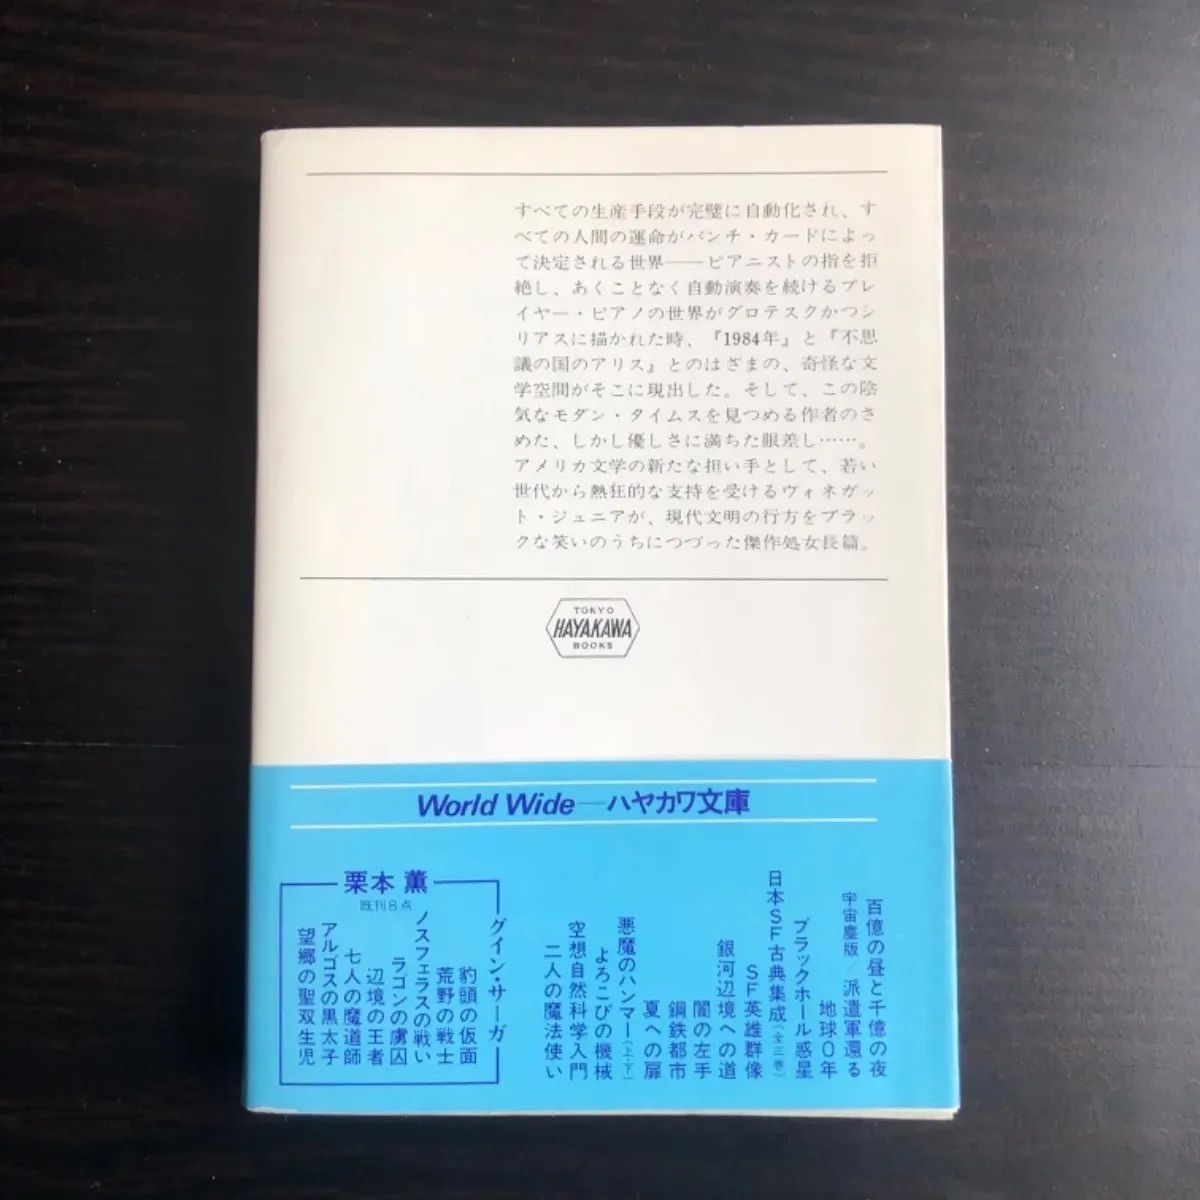 すべての生産手段が完璧に自動化され、す
べての人間の運命がパンチ・カードによっ
て決定される世界——ピアニストの指を拒
絶し、あくことなく自動演奏を続けるプレ
イヤー・ピアノの世界がグロテスクかつシ
リアスに描かれた時、『1984年』と『不思
議の国のアリス』とのはざまの、奇怪な文
学空間がそこに現出した。そして、この陰
気なモダン・タイムスを見つめる作者のさ
めた、しかし優しさに満ちた眼差し……。
アメリカ文学の新たな担い手として、若い
世代から熱狂的な支持を受けるヴォネガッ
ト・ジュニアが、現代文明の行方をブラッ
クな笑いのうちにつづった傑作処女長篇。
TOKYO
HAYAKAWA
BOOKS
World Wide—ハヤカワ文庫
百億の昼と千億の夜
宇宙塵版/派遣軍還る
地球0年
ブラックホール惑星
日本SF古典集成(全三巻)
SF英雄群像
銀河辺境への道
闇の左手
鋼鉄都市
夏への扉
悪魔のハンマー(上・下)
よろこびの機械
空想自然科学入門
二人の魔法使い
栗本 薫
既刊8点
グイン・サーガ
豹頭の仮面
荒野の戦士
ノスフェラスの戦い
ラゴンの虜囚
辺境の王者
七人の魔道師
アルゴスの黒太子
望郷の聖双生児